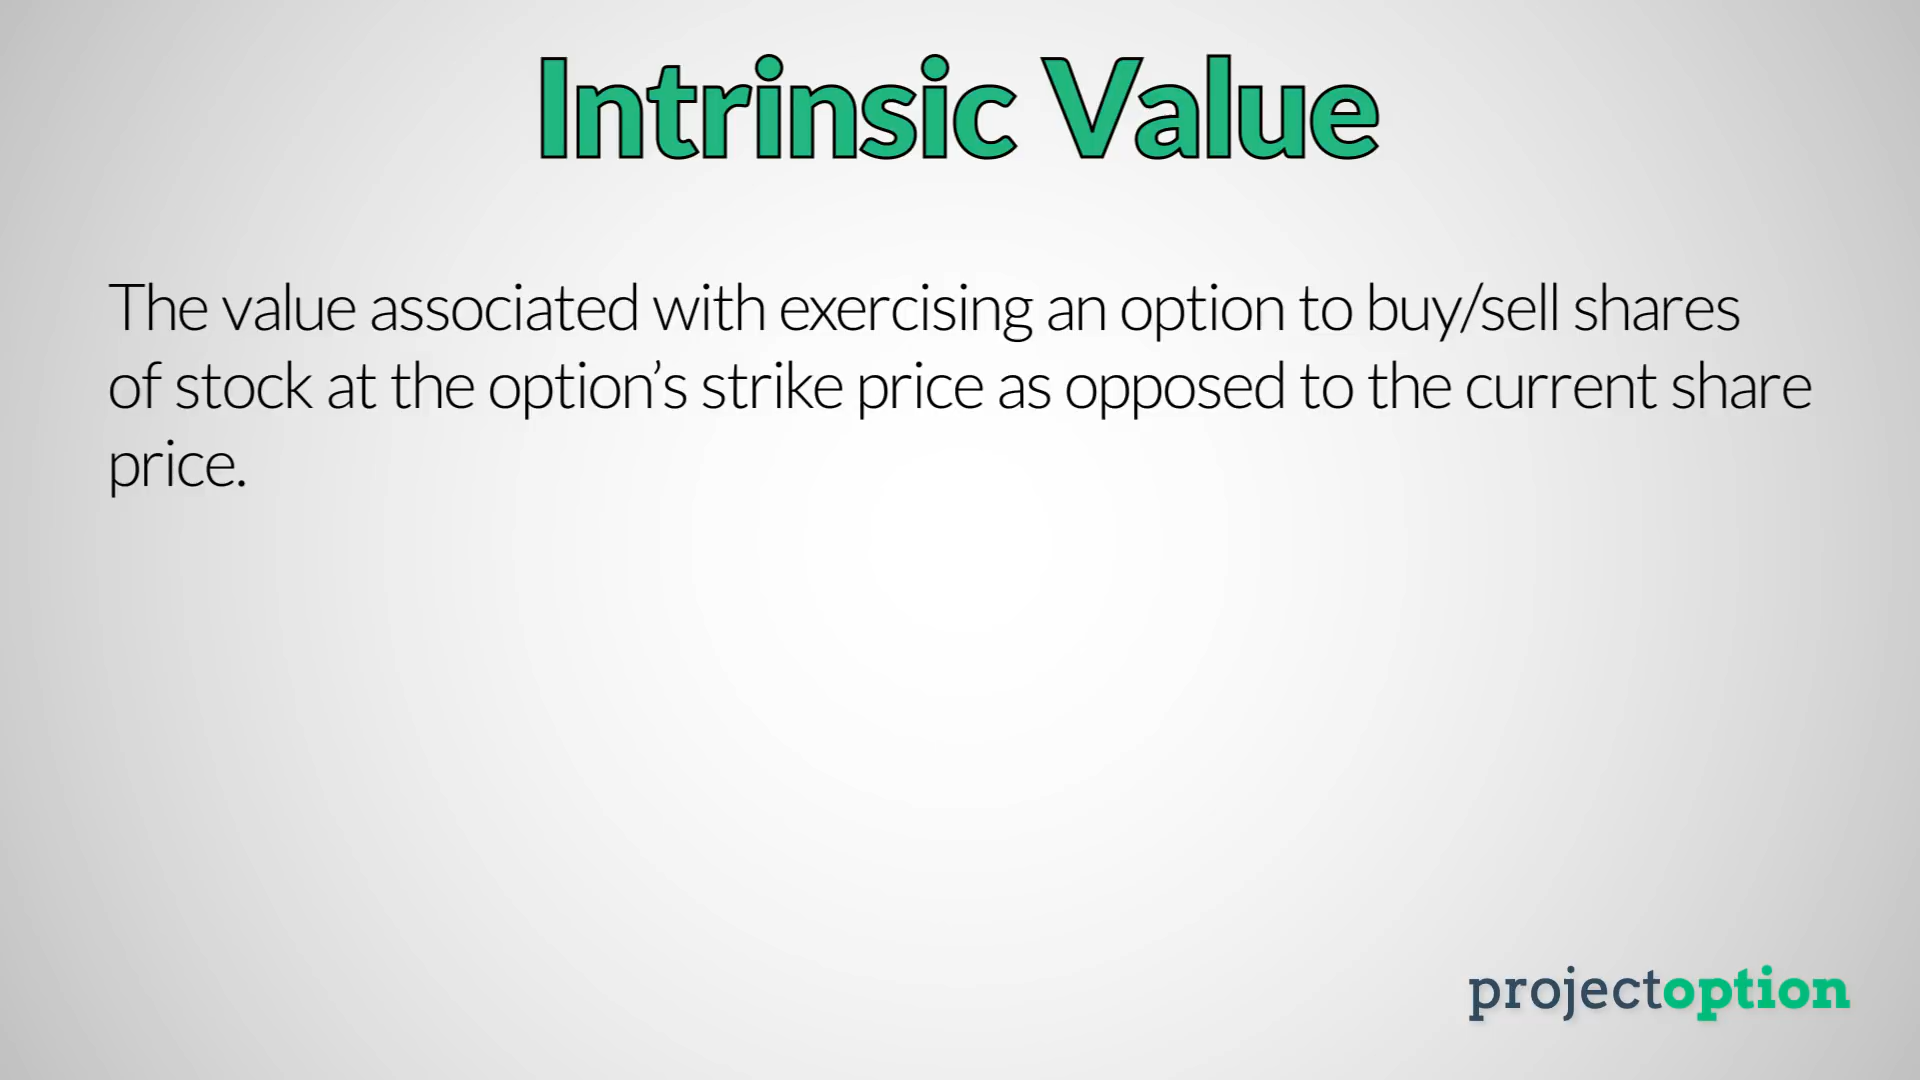 Intrinsic Value
The value associated with exercising an option to buy/sell shares
of stock at the option’s strike price as opposed to the current share
price.
projectoption